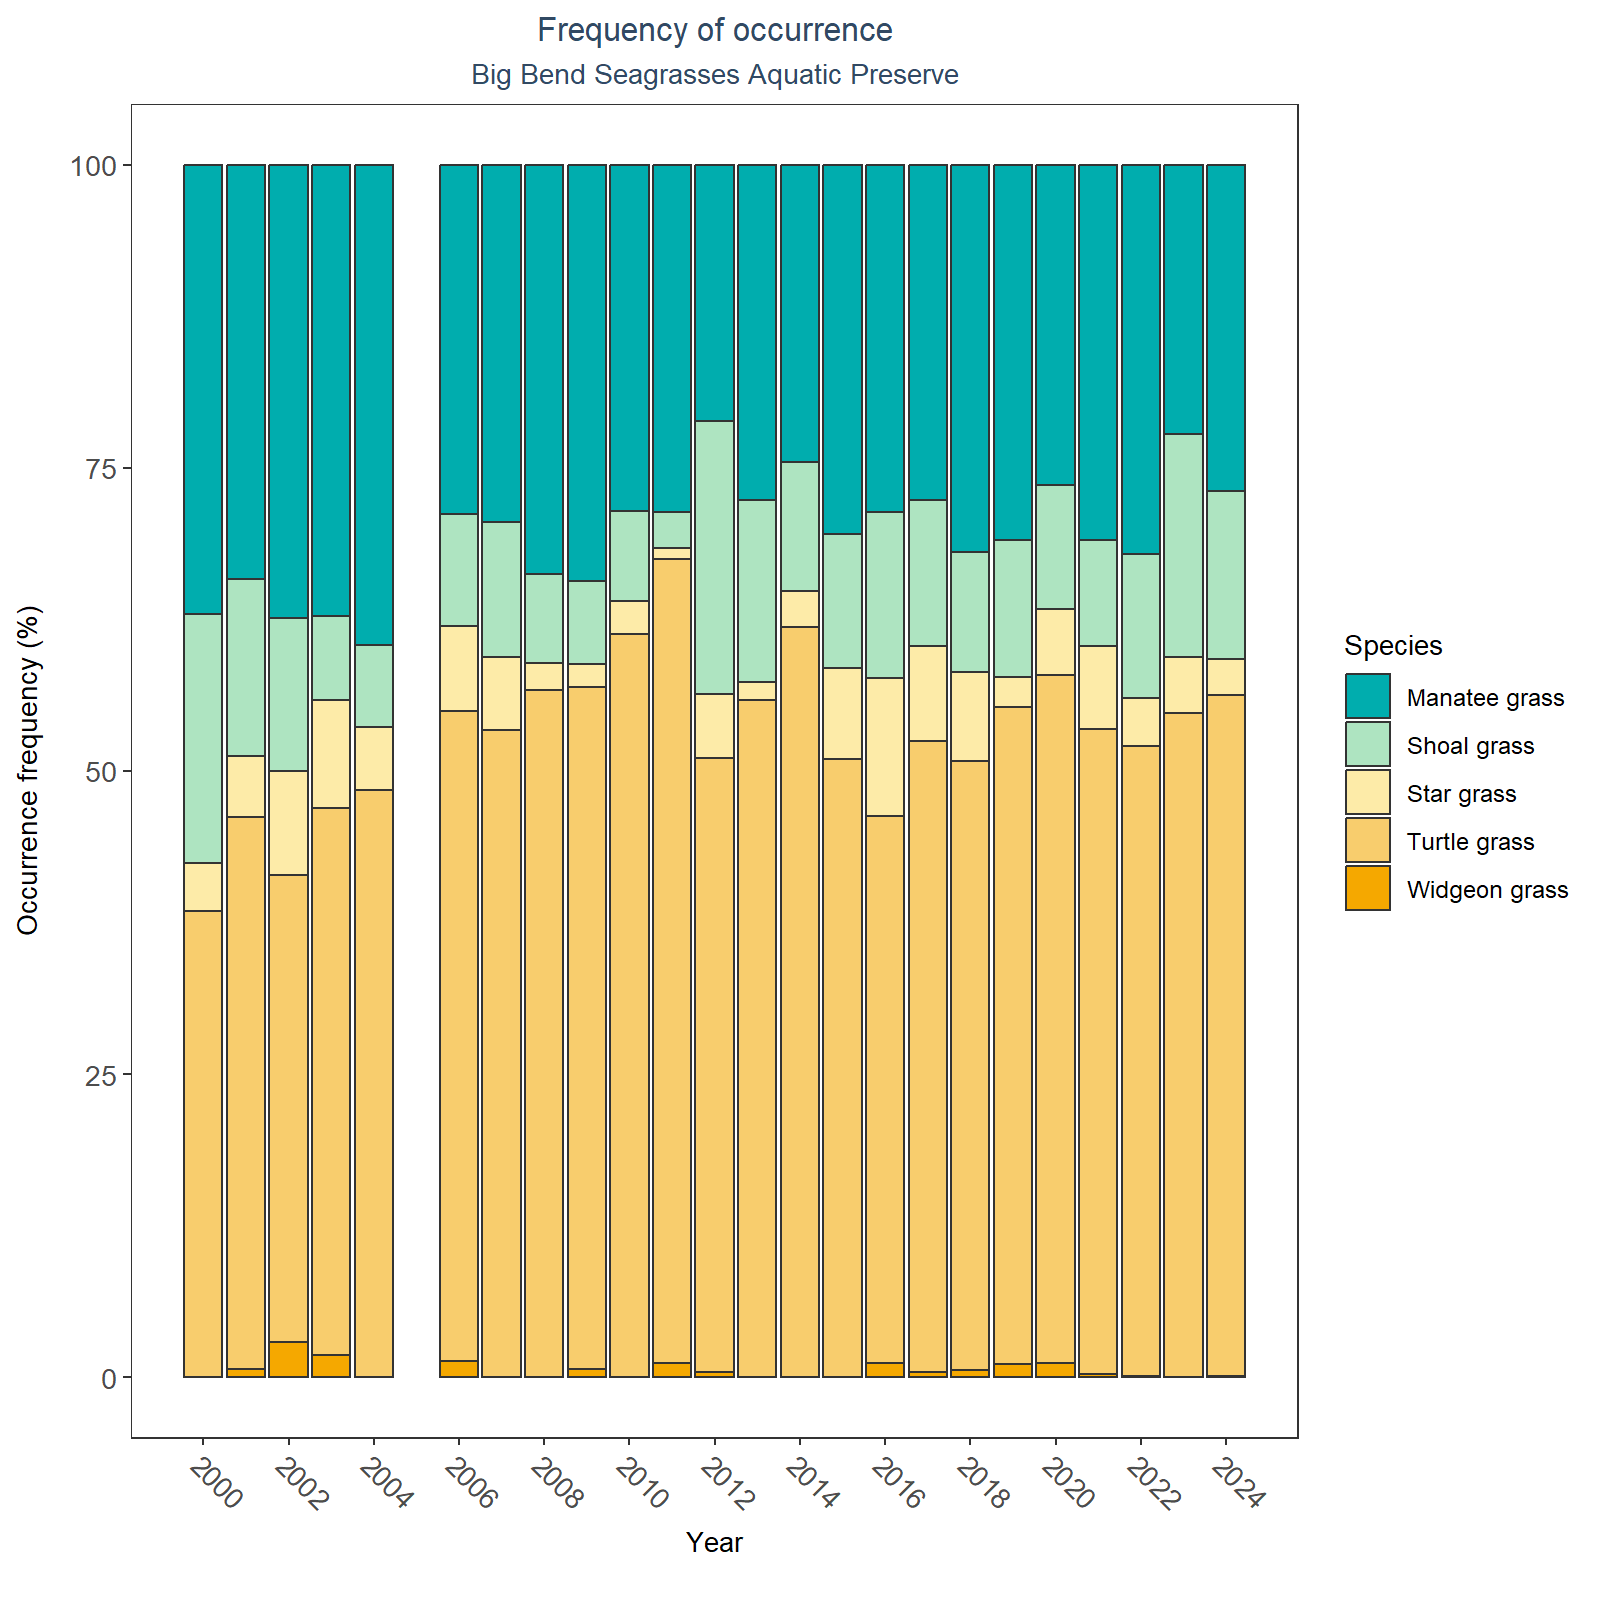 Frequency of occurrence
Big Bend Seagrasses Aquatic Preserve
Occurrence frequency (%)
100
75
50
25
0
2000
2002
2004
2006
2008
2010
2012
2014
2016
2018
2020
2022
2024
Year
Species
Manatee grass
Shoal grass
Star grass
Turtle grass
Widgeon grass